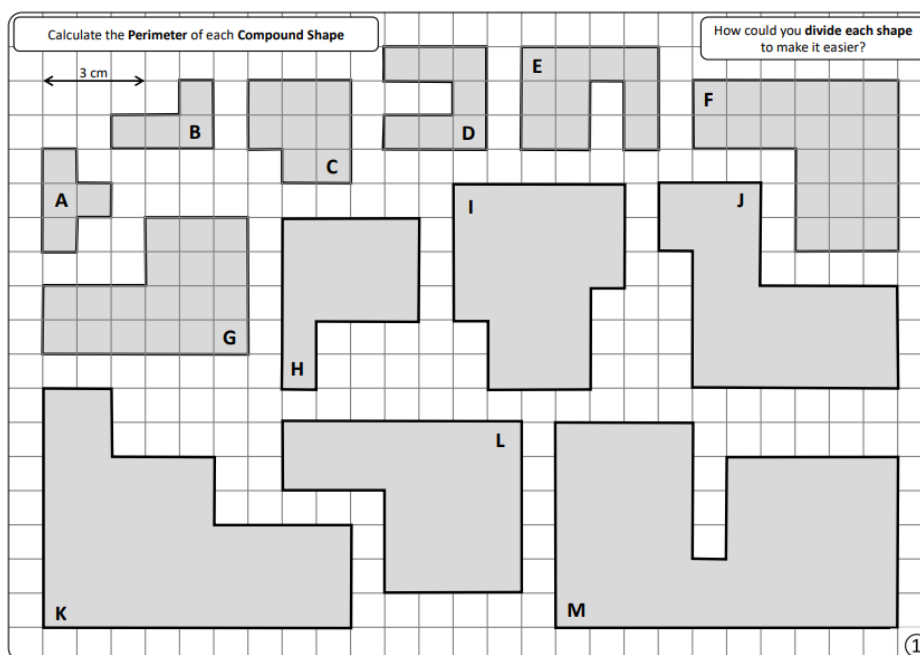 Calculate the Perimeter of each Compound Shape
How could you divide each shape
to make it easier?
3 cm
A
B
C
D
E
F
G
H
I
J
K
L
M
1